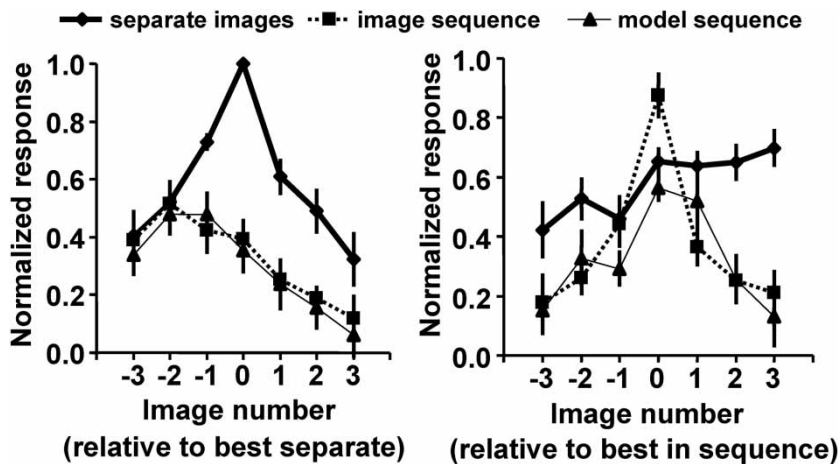 separate images image sequence model sequence
Normalized response
1.0
0.8
0.6
0.4
0.2
0.0
-3 -2 -1 0 1 2 3
Image number
(relative to best separate)
Normalized response
1.0
0.8
0.6
0.4
0.2
0.0
-3 -2 -1 0 1 2 3
Image number
(relative to best in sequence)